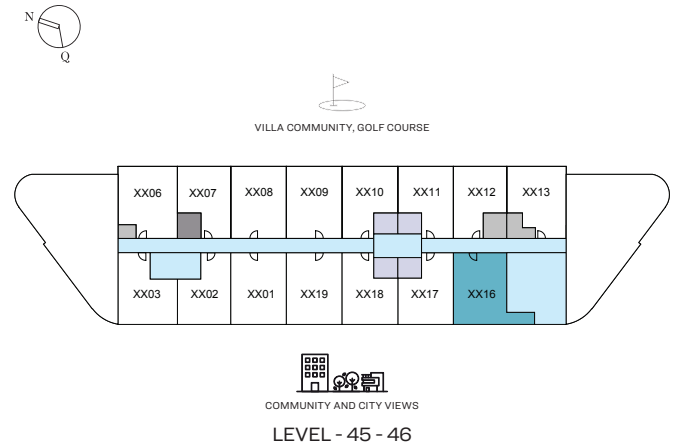 N
Q
VILLA COMMUNITY, GOLF COURSE
XX06 XX07 XX08 XX09 XX10 XX11 XX12 XX13
XX03 XX02 XX01 XX19 XX18 XX17 XX16
COMMUNITY AND CITY VIEWS
LEVEL - 45 - 46